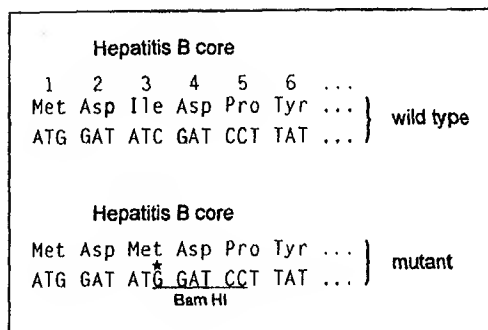 Hepatitis B core
1 2 3 4 5 6 ...
Met Asp Ile Asp Pro Tyr ...
ATG GAT ATC GAT CCT TAT ...
wild type
Hepatitis B core
Met Asp Met Asp Pro Tyr ...
★
ATG GAT ATG GAT CCT TAT ...
mutant
Bam HI